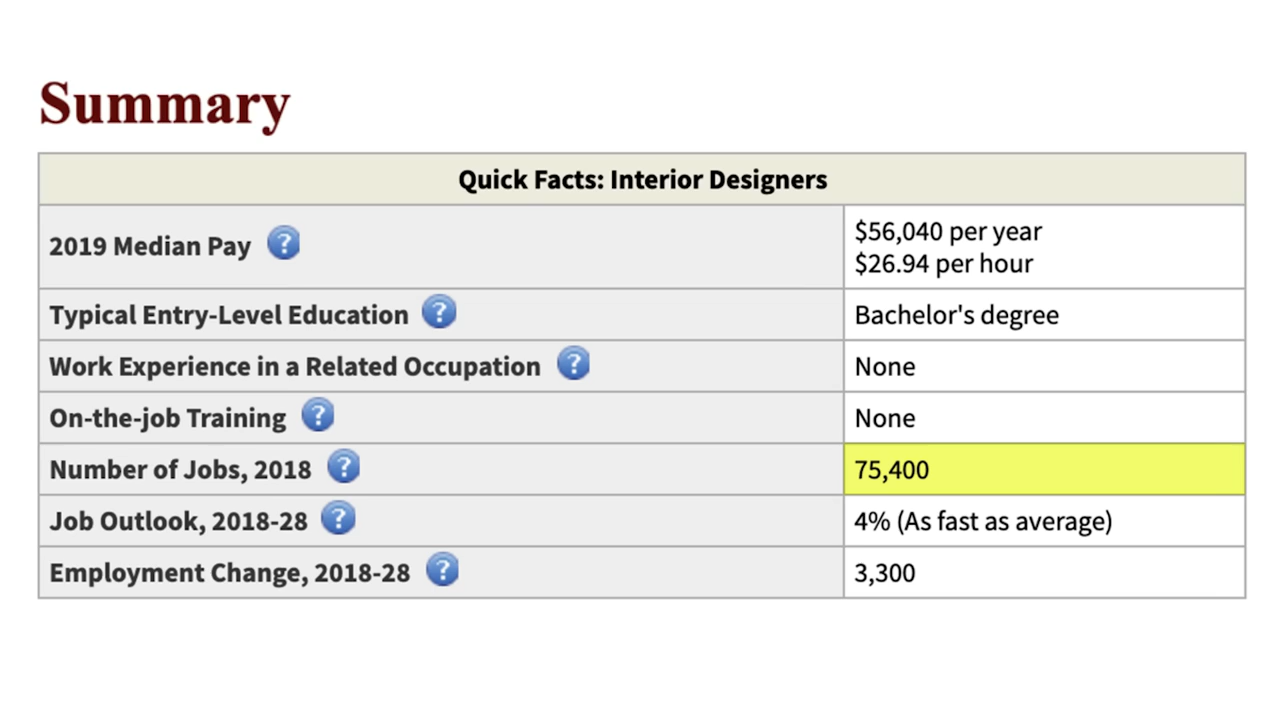 Summary
Quick Facts: Interior Designers
2019 Median Pay ?
$56,040 per year
$26.94 per hour
Typical Entry-Level Education ?
Bachelor's degree
Work Experience in a Related Occupation ?
None
On-the-job Training ?
None
Number of Jobs, 2018 ?
75,400
Job Outlook, 2018-28 ?
4% (As fast as average)
Employment Change, 2018-28 ?
3,300